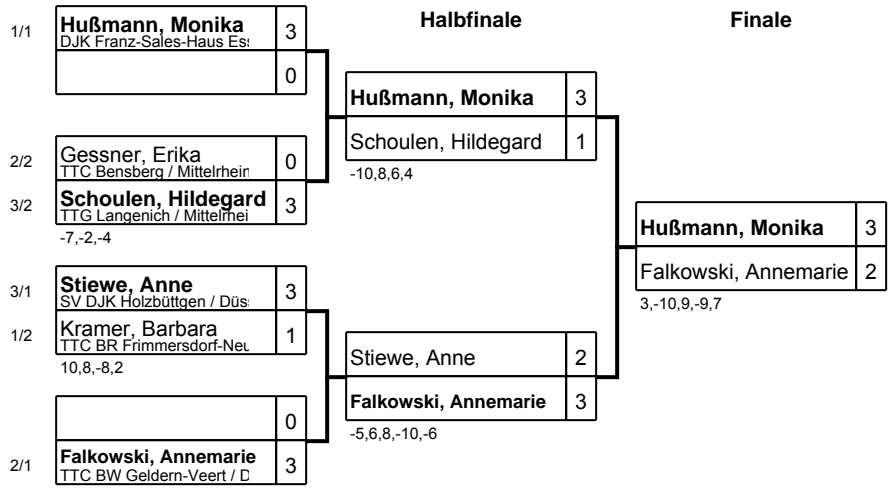 Halbfinale
Finale
1/1
Hußmann, Monika 3
DJK Franz-Sales-Haus Es
0
2/2
Gessner, Erika 0
TTC Bensberg / Mittelrhein
3/2
Schoulen, Hildegard 3
TTG Langenich / Mittelrhei
-7,-2,-4
3/1
Stiewe, Anne 3
SV DJK Holzbüttgen / Düs
1/2
Kramer, Barbara 1
TTC BR Frimmersdorf-Neu
10,8,-8,2
0
2/1
Falkowski, Annemarie 3
TTC BW Geldern-Veert / D
Hußmann, Monika 3
Schoulen, Hildegard 1
-10,8,6,4
Stiewe, Anne 2
Falkowski, Annemarie 3
-5,6,8,-10,-6
Hußmann, Monika 3
Falkowski, Annemarie 2
3,-10,9,-9,7